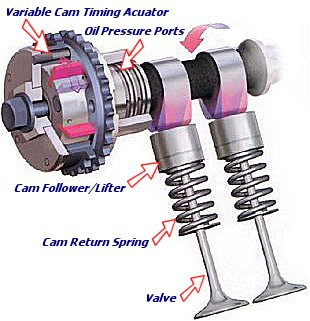 Variable Cam Timing Acuator
Oil Pressure Ports
Cam Follower/Lifter
Cam Return Spring
Valve